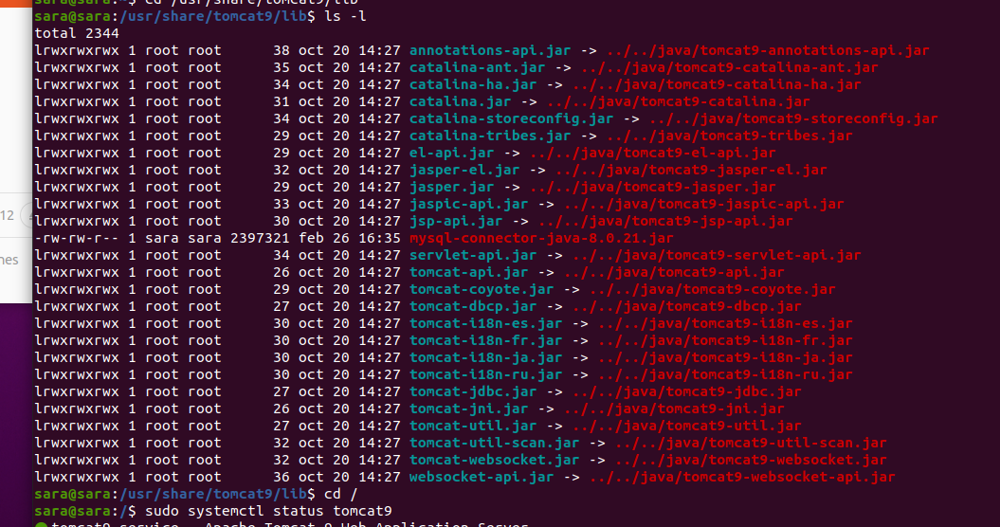 sara@sara:~$ cd /usr/share/tomcat9/lib
sara@sara:/usr/share/tomcat9/lib$ ls -l
total 2344
lrwxrwxrwx 1 root root      38 oct 20 14:27 annotations-api.jar -> ../../java/tomcat9-annotations-api.jar
lrwxrwxrwx 1 root root      35 oct 20 14:27 catalina-ant.jar -> ../../java/tomcat9-catalina-ant.jar
lrwxrwxrwx 1 root root      34 oct 20 14:27 catalina-ha.jar -> ../../java/tomcat9-catalina-ha.jar
lrwxrwxrwx 1 root root      31 oct 20 14:27 catalina.jar -> ../../java/tomcat9-catalina.jar
lrwxrwxrwx 1 root root      34 oct 20 14:27 catalina-storeconfig.jar -> ../../java/tomcat9-storeconfig.jar
lrwxrwxrwx 1 root root      29 oct 20 14:27 catalina-tribes.jar -> ../../java/tomcat9-tribes.jar
lrwxrwxrwx 1 root root      29 oct 20 14:27 el-api.jar -> ../../java/tomcat9-el-api.jar
lrwxrwxrwx 1 root root      32 oct 20 14:27 jasper-el.jar -> ../../java/tomcat9-jasper-el.jar
lrwxrwxrwx 1 root root      29 oct 20 14:27 jasper.jar -> ../../java/tomcat9-jasper.jar
lrwxrwxrwx 1 root root      33 oct 20 14:27 jaspic-api.jar -> ../../java/tomcat9-jaspic-api.jar
lrwxrwxrwx 1 root root      30 oct 20 14:27 jsp-api.jar -> ../../java/tomcat9-jsp-api.jar
-rw-rw-r-- 1 sara sara 2397321 feb 26 16:35 mysql-connector-java-8.0.21.jar
lrwxrwxrwx 1 root root      34 oct 20 14:27 servlet-api.jar -> ../../java/tomcat9-servlet-api.jar
lrwxrwxrwx 1 root root      26 oct 20 14:27 tomcat-api.jar -> ../../java/tomcat9-api.jar
lrwxrwxrwx 1 root root      29 oct 20 14:27 tomcat-coyote.jar -> ../../java/tomcat9-coyote.jar
lrwxrwxrwx 1 root root      27 oct 20 14:27 tomcat-dbcp.jar -> ../../java/tomcat9-dbcp.jar
lrwxrwxrwx 1 root root      30 oct 20 14:27 tomcat-i18n-es.jar -> ../../java/tomcat9-i18n-es.jar
lrwxrwxrwx 1 root root      30 oct 20 14:27 tomcat-i18n-fr.jar -> ../../java/tomcat9-i18n-fr.jar
lrwxrwxrwx 1 root root      30 oct 20 14:27 tomcat-i18n-ja.jar -> ../../java/tomcat9-i18n-ja.jar
lrwxrwxrwx 1 root root      30 oct 20 14:27 tomcat-i18n-ru.jar -> ../../java/tomcat9-i18n-ru.jar
lrwxrwxrwx 1 root root      27 oct 20 14:27 tomcat-jdbc.jar -> ../../java/tomcat9-jdbc.jar
lrwxrwxrwx 1 root root      26 oct 20 14:27 tomcat-jni.jar -> ../../java/tomcat9-jni.jar
lrwxrwxrwx 1 root root      27 oct 20 14:27 tomcat-util.jar -> ../../java/tomcat9-util.jar
lrwxrwxrwx 1 root root      32 oct 20 14:27 tomcat-util-scan.jar -> ../../java/tomcat9-util-scan.jar
lrwxrwxrwx 1 root root      32 oct 20 14:27 tomcat-websocket.jar -> ../../java/tomcat9-websocket.jar
lrwxrwxrwx 1 root root      36 oct 20 14:27 websocket-api.jar -> ../../java/tomcat9-websocket-api.jar
sara@sara:/usr/share/tomcat9/lib$ cd /
sara@sara:/$ sudo systemctl status tomcat9
tomcat9.service - Apache Tomcat 9 Web Application Server
12
nes